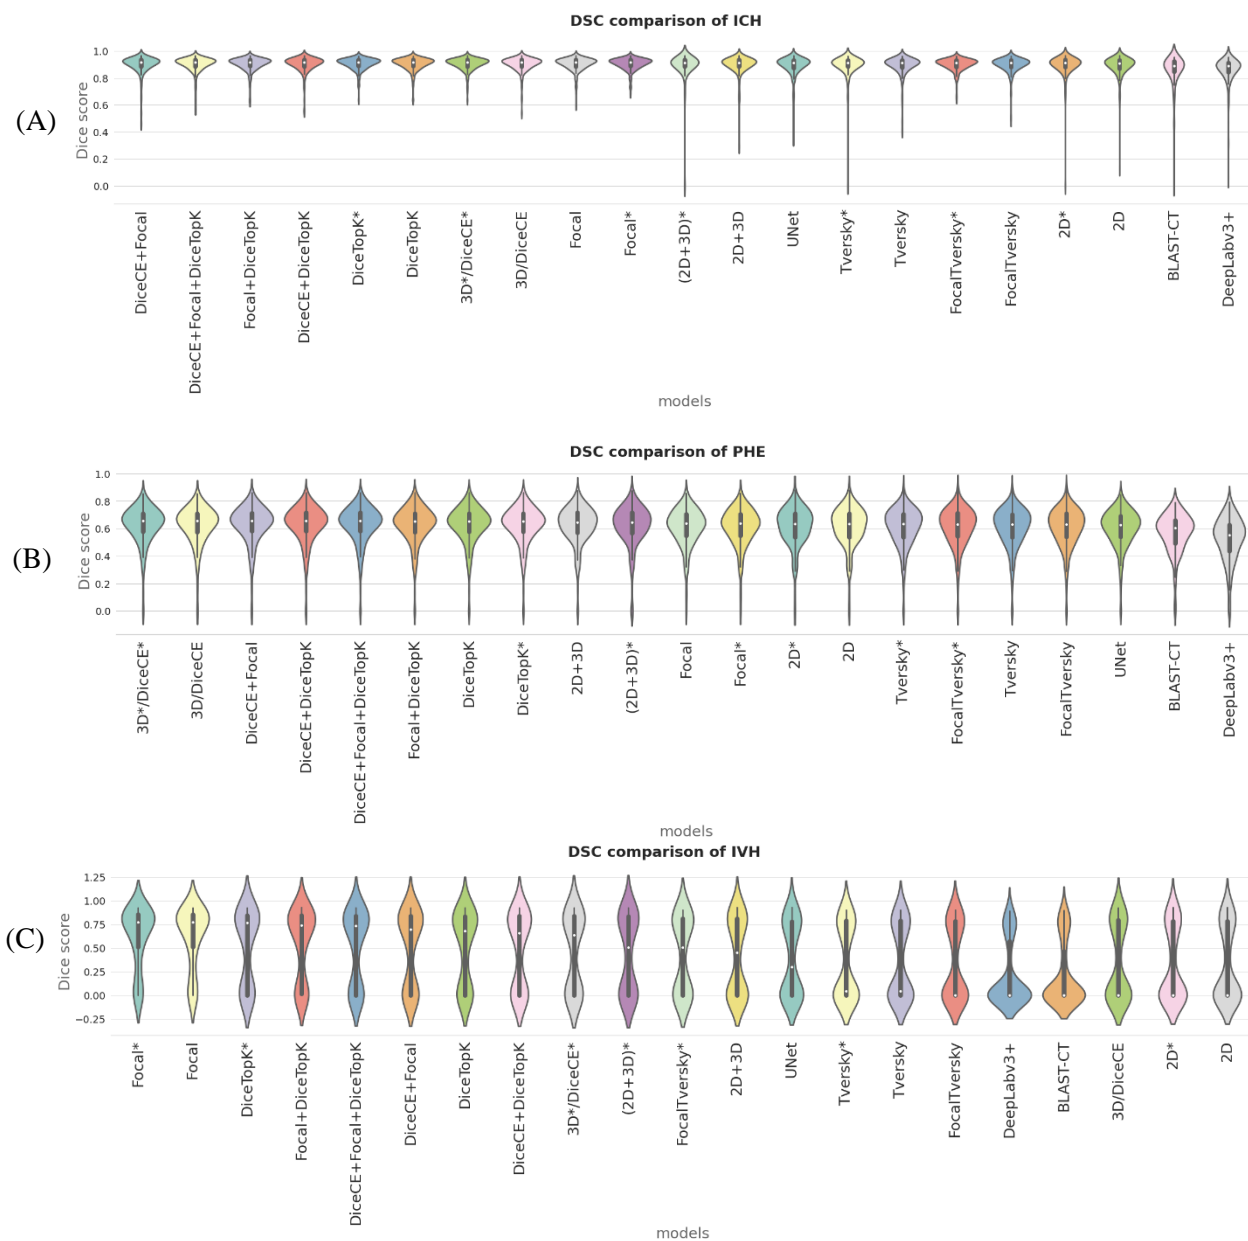 DSC comparison of ICH
(A)
Dice score
1.0
0.8
0.6
0.4
0.2
0.0
DiceCE+Focal
DiceCE+Focal+DiceTopK
Focal+DiceTopK
DiceCE+DiceTopK
DiceTopK*
DiceTopK
3D*/DiceCE*
3D/DiceCE
Focal
Focal*
(2D+3D)*
2D+3D
UNet
Tversky*
Tversky
FocalTversky*
FocalTversky
2D*
2D
BLAST-CT
DeepLabv3+
models
DSC comparison of PHE
(B)
Dice score
1.0
0.8
0.6
0.4
0.2
0.0
3D*/DiceCE*
3D/DiceCE
DiceCE+Focal
DiceCE+DiceTopK
DiceCE+Focal+DiceTopK
Focal+DiceTopK
DiceTopK
DiceTopK*
2D+3D
(2D+3D)*
Focal
Focal*
2D*
2D
Tversky*
FocalTversky*
Tversky
FocalTversky
UNet
BLAST-CT
DeepLabv3+
models
DSC comparison of IVH
(C)
Dice score
1.25
1.00
0.75
0.50
0.25
0.00
−0.25
Focal*
Focal
DiceTopK*
Focal+DiceTopK
DiceCE+Focal+DiceTopK
DiceCE+Focal
DiceTopK
DiceCE+DiceTopK
3D*/DiceCE*
(2D+3D)*
FocalTversky*
2D+3D
UNet
Tversky*
Tversky
FocalTversky
DeepLabv3+
BLAST-CT
3D/DiceCE
2D*
2D
models